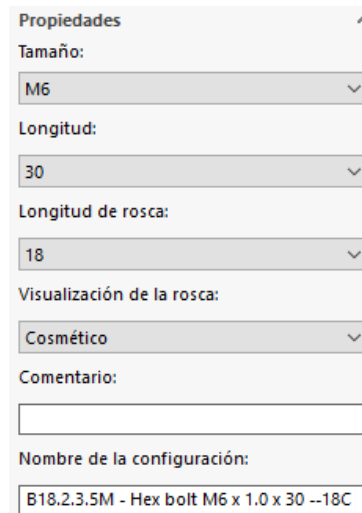 Propiedades
Tamaño:
M6
Longitud:
30
Longitud de rosca:
18
Visualización de la rosca:
Cosmético
Comentario:
Nombre de la configuración:
B18.2.3.5M - Hex bolt M6 x 1.0 x 30 --18C